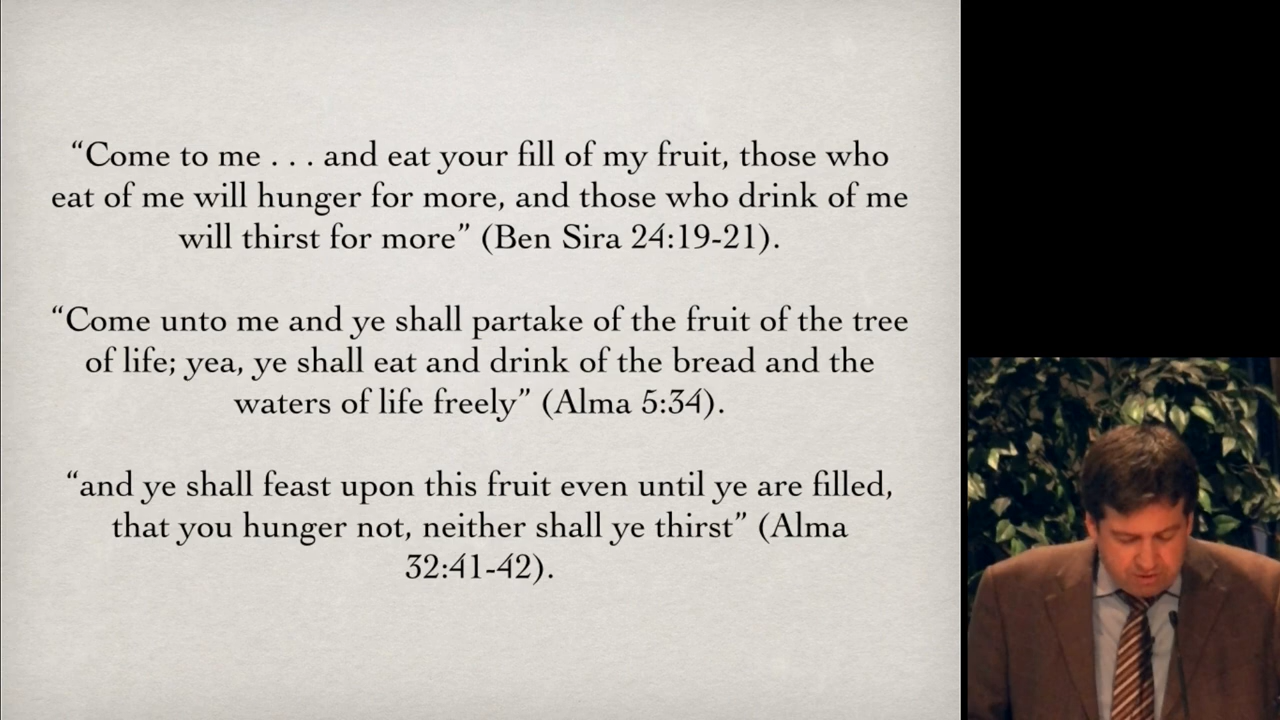 “Come to me . . . and eat your fill of my fruit, those who
eat of me will hunger for more, and those who drink of me
will thirst for more” (Ben Sira 24:19-21).
“Come unto me and ye shall partake of the fruit of the tree
of life; yea, ye shall eat and drink of the bread and the
waters of life freely” (Alma 5:34).
“and ye shall feast upon this fruit even until ye are filled,
that you hunger not, neither shall ye thirst” (Alma
32:41-42).